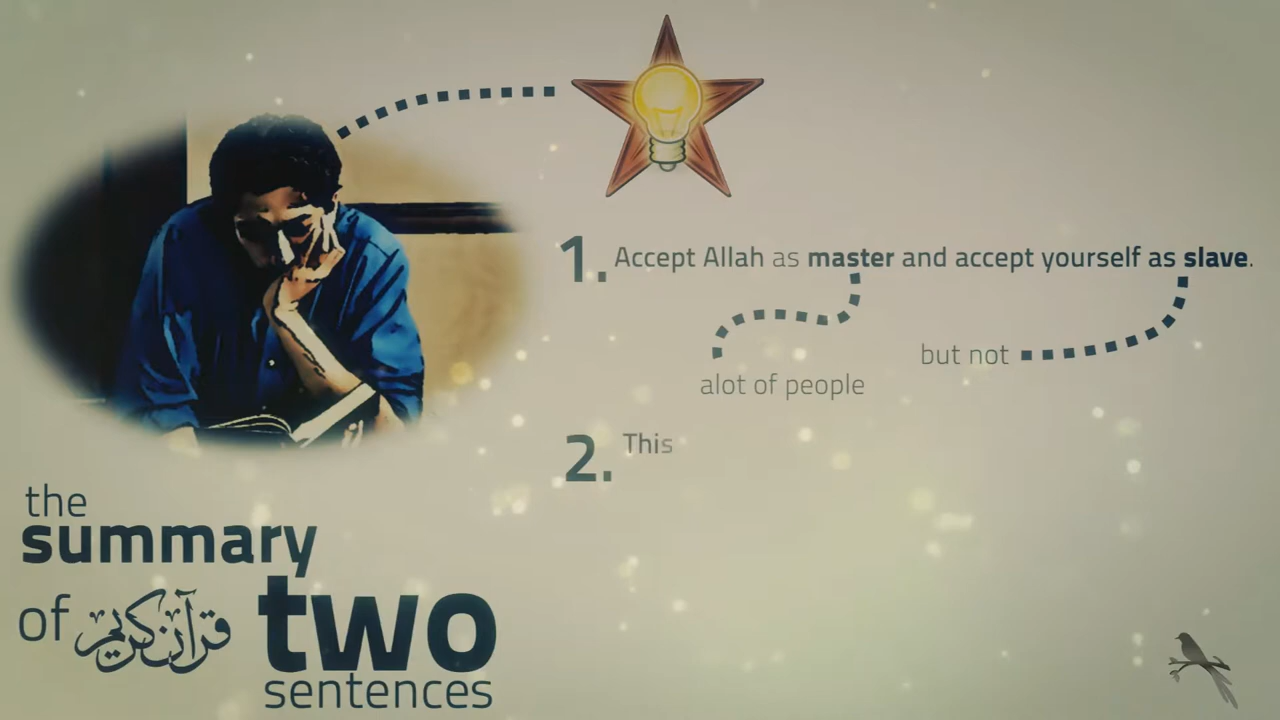 1. Accept Allah as master and accept yourself as slave.
but not
alot of people
2. This
the
summary
of قرآن کریم two
sentences